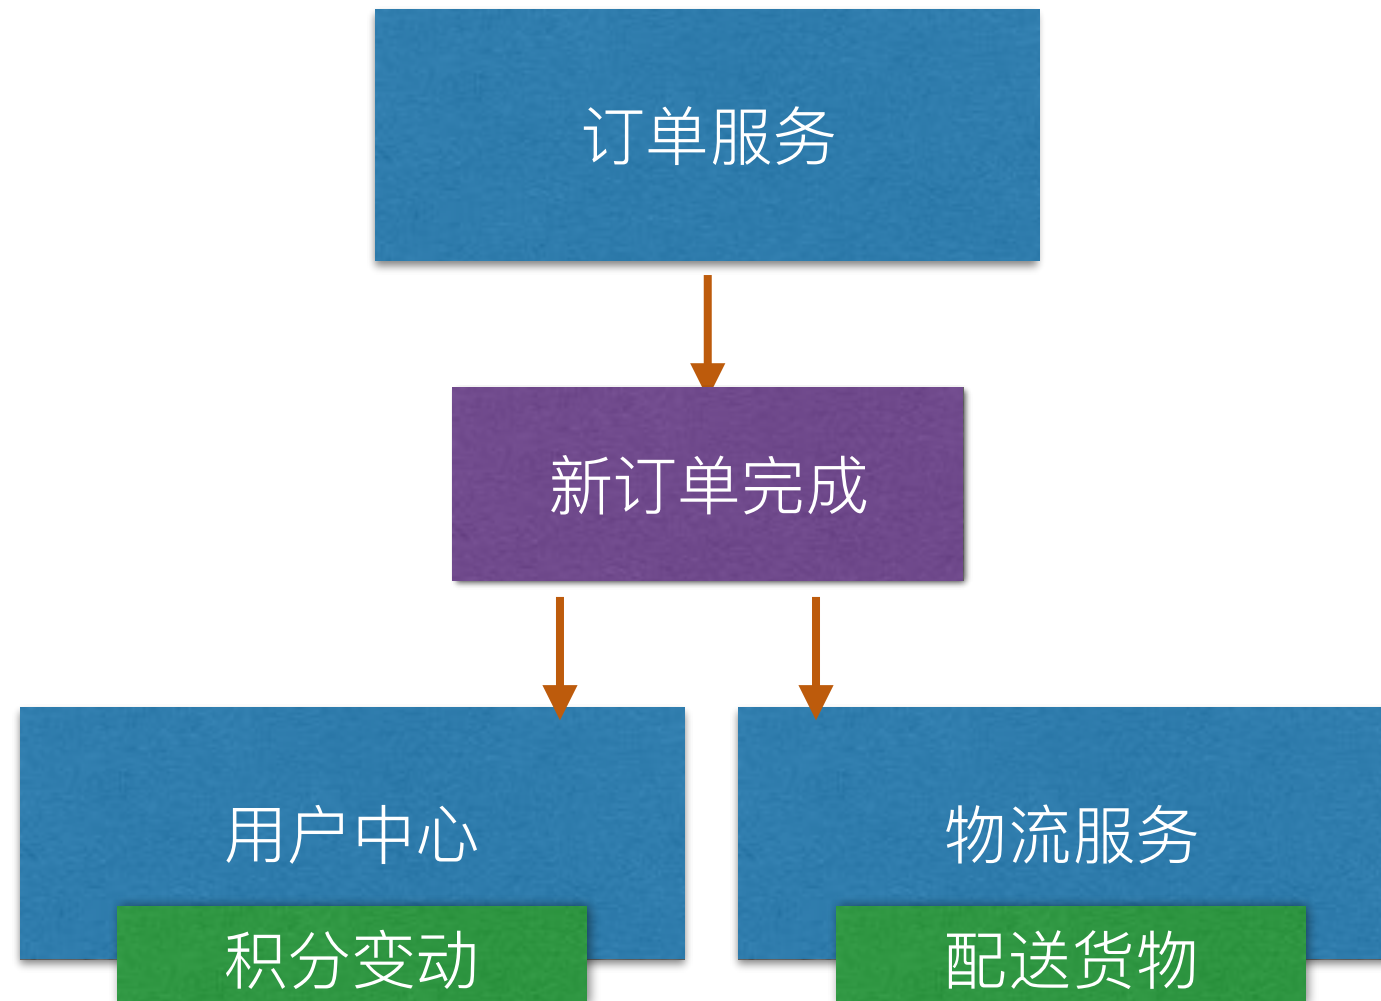 订单服务
新订单完成
用户中心
物流服务
积分变动
配送货物